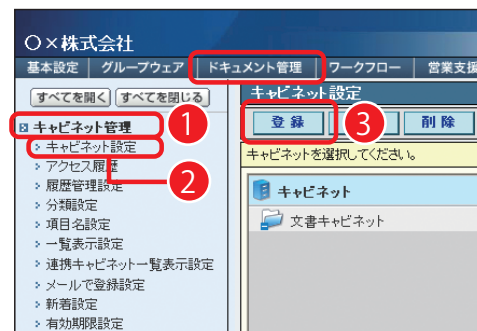 ○×株式会社
基本設定 グループウェア ドキュメント管理 ワークフロー 営業支援
すべてを開く すべてを閉じる
キャビネット管理
1
キャビネット設定
アクセス履歴
2
履歴管理設定
分類設定
項目名設定
一覧表示設定
連携キャビネット一覧表示設定
メールで登録設定
新着設定
有効期限設定
キャビネット設定
登録 3 削除
キャビネットを選択してください。
キャビネット
文書キャビネット